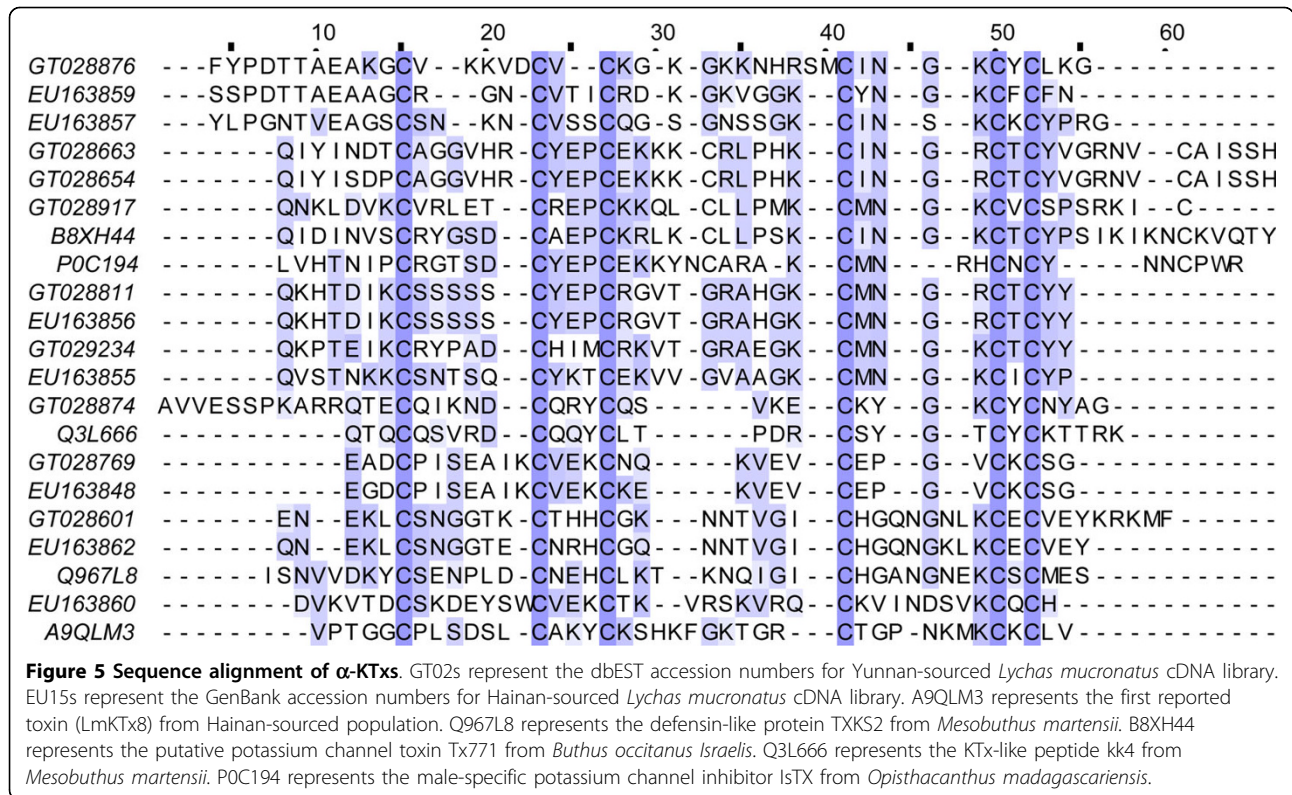 10 20 30 40 50 60
GT028876 - - - FYPDTTAEAKGCV - - KKVDCV - - CKG - K - GKKNHRSMCIN - - G - - KCYCLKG - - - - - - - - - - -
EU163859 - - - SSPDTTAEAAGCR - - - GN - CVTICRD - K - GKVGGK - - CYN - - G - - KCFCFN - - - - - - - - - - - -
EU163857 - - - YLPGNTVEAGSCSN - - KN - CVSSCQG - S - GNSSGK - - CIN - - S - - KCKCYPRG - - - - - - - - - -
GT028663 - - - - - - - QIYINDTCAGGVHR - CYEPCEKKK - CRLPHK - - CIN - - G - - RCTCYVGRNV - - CAISSH
GT028654 - - - - - - - QIYISDPCAGGVHR - CYEPCEKKK - CRLPHK - - CIN - - G - - RCTCYVGRNV - - CAISSH
GT028917 - - - - - - - QNKLDVKCVRLET - - CREPCKKQL - CLLPMK - - CMN - - G - - KCVCSPSRKI - - C - - - - -
B8XH44 - - - - - - - QIDINVSCRYGSD - - CAEPCKRLK - CLLPSK - - CIN - - G - - KCTCYPSIKIKNCKVQTY
P0C194 - - - - - - - LVHTNIPCRGTSD - - CYEPCEKKYNCARA - K - - CMN - - - - RHCNCY - - - - - NNCPWR - -
GT028811 - - - - - - - QKHTDIKCSSSSS - - CYEPCRGVT - GRAHGK - - CMN - - G - - RCTCYY - - - - - - - - - - - -
EU163856 - - - - - - - QKHTDIKCSSSSS - - CYEPCRGVT - GRAHGK - - CMN - - G - - RCTCYY - - - - - - - - - - - -
GT029234 - - - - - - - QKPTEIKCRYPAD - - CHIMCRKVT - GRAEGK - - CMN - - G - - KCTCYY - - - - - - - - - - - -
EU163855 - - - - - - - QVSTNKKCSNTSQ - - CYKTCEKVV - GVAAGK - - CMN - - G - - KCICYP - - - - - - - - - - - -
GT028874 AVVESSPKARRQTECQIKND - - CQRYCQS - - - - - - VKE - - CKY - - G - - KCYCNYAG - - - - - - - - - -
Q3L666 - - - - - - - - - - - QTQCQSVRD - - CQQYCLT - - - - - - PDR - - CSY - - G - - TCYCKTTRK - - - - - - - - -
GT028769 - - - - - - - - - - - EADCPISEAIKCVEKCNQ - - - - - KVEV - - CEP - - G - - VCKCSG - - - - - - - - - - - -
EU163848 - - - - - - - - - - - EGDCPISEAIKCVEKCKE - - - - - KVEV - - CEP - - G - - VCKCSG - - - - - - - - - - - -
GT028601 - - - - - - - EN - - EKLCSNGGTK - CTHHCGK - - - NNTVGI - - CHGQNGNLKCECVEYKRKMF - - - - - -
EU163862 - - - - - - - QN - - EKLCSNGGTE - CNRHCGQ - - - NNTVGI - - CHGQNGKLKCECVEY - - - - - - - - - - -
Q967L8 - - - - - - ISNVVDKYCSENPLD - CNEHCLKT - - KNQIGI - - CHGANGNEKCSCMES - - - - - - - - - - -
EU163860 - - - - - - - - DVKVTDCSKDEYSWCVEKCTK - - VRSKVRQ - - CKVINDSVKCQCH - - - - - - - - - - - - -
A9QLM3 - - - - - - - - - VPTGGCPLSDSL - CAKYCKSHKFGKTGR - - - CTGP - NKMKCKCLV - - - - - - - - - - - -
Figure 5 Sequence alignment of α-KTxs. GT02s represent the dbEST accession numbers for Yunnan-sourced Lychas mucronatus cDNA library.
EU15s represent the GenBank accession numbers for Hainan-sourced Lychas mucronatus cDNA library. A9QLM3 represents the first reported
toxin (LmKTx8) from Hainan-sourced population. Q967L8 represents the defensin-like protein TXKS2 from Mesobuthus martensii. B8XH44
represents the putative potassium channel toxin Tx771 from Buthus occitanus Israelis. Q3L666 represents the KTx-like peptide kk4 from
Mesobuthus martensii. P0C194 represents the male-specific potassium channel inhibitor IsTX from Opisthacanthus madagascariensis.